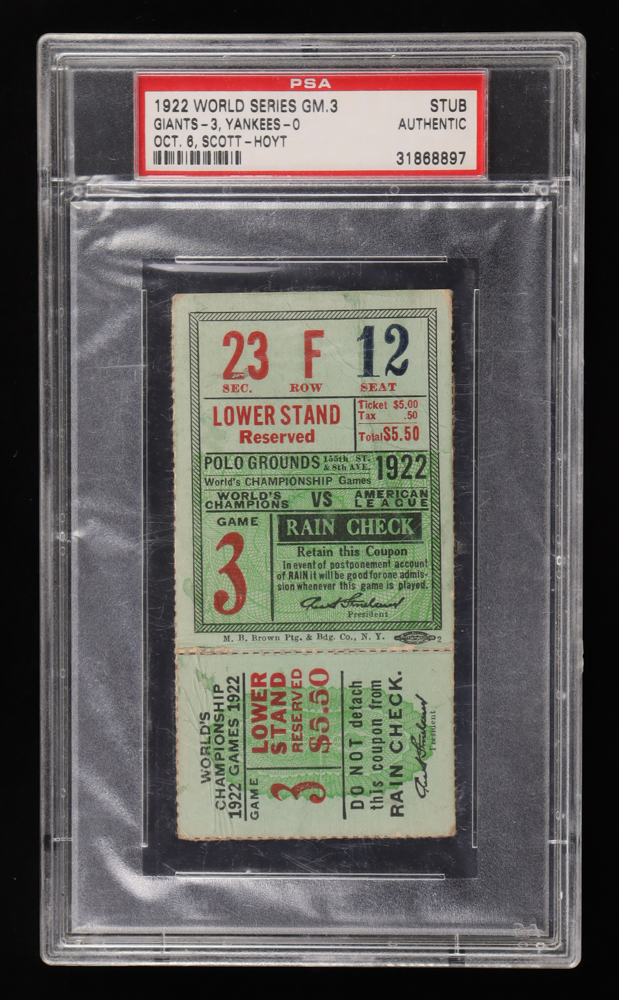 PSA
1922 WORLD SERIES GM.3 STUB
GIANTS-3, YANKEES-0 AUTHENTIC
OCT. 6, SCOTT-HOYT
31868897
23 F 12
SEC. ROW SEAT
LOWER STAND
Reserved
Ticket $5.00
Tax .50
Total $5.50
POLO GROUNDS 155th ST. & 8th AVE. 1922
World's CHAMPIONSHIP Games
WORLD'S CHAMPIONS VS AMERICAN LEAGUE
GAME
3
RAIN CHECK
Retain this Coupon
In event of postponement account
of RAIN it will be good for one admis-
sion whenever this game is played.
President
M. B. Brown Ptg. & Bdg. Co., N. Y.
2
WORLD'S
CHAMPIONSHIP
1922 GAMES 1922
GAME 3
LOWER
STAND
RESERVED
$5.50
DO NOT detach
this coupon from
RAIN CHECK.
President